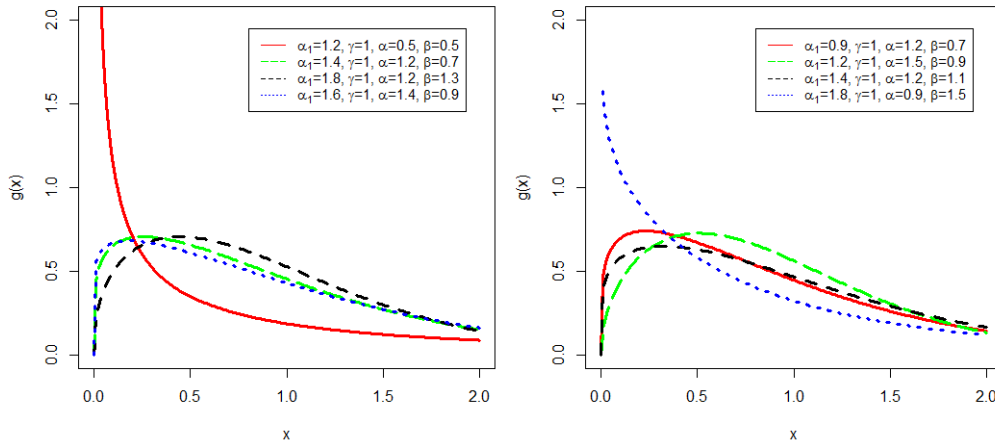 g(x)
2.0
1.5
1.0
0.5
0.0
α1=1.2, γ=1, α=0.5, β=0.5
α1=1.4, γ=1, α=1.2, β=0.7
α1=1.8, γ=1, α=1.2, β=1.3
α1=1.6, γ=1, α=1.4, β=0.9
0.0 0.5 1.0 1.5 2.0
x
g(x)
2.0
1.5
1.0
0.5
0.0
α1=0.9, γ=1, α=1.2, β=0.7
α1=1.2, γ=1, α=1.5, β=0.9
α1=1.4, γ=1, α=1.2, β=1.1
α1=1.8, γ=1, α=0.9, β=1.5
0.0 0.5 1.0 1.5 2.0
x